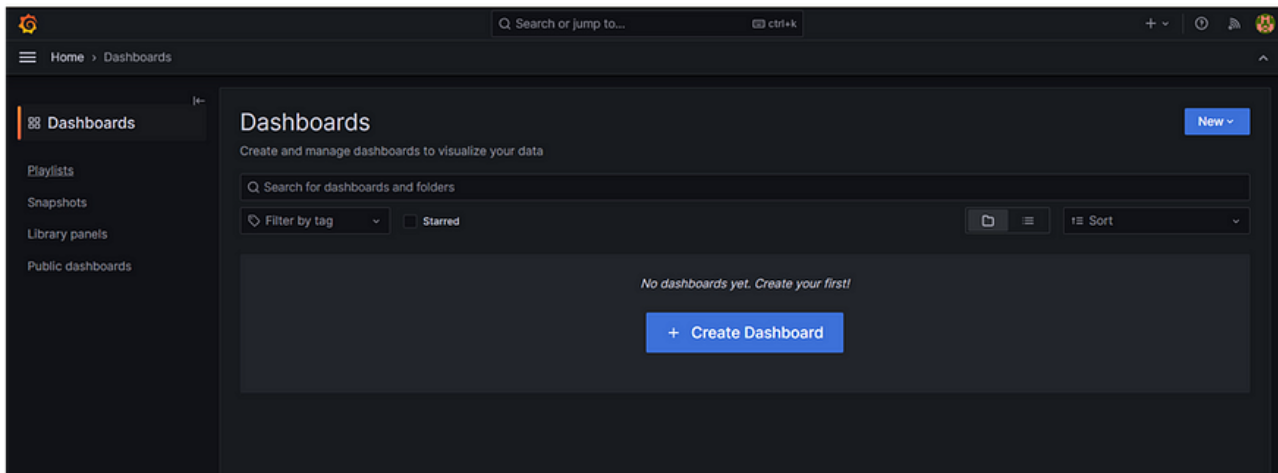 Search or jump to... ctrl+k
Home › Dashboards
Dashboards
Playlists
Snapshots
Library panels
Public dashboards
Dashboards
New
Create and manage dashboards to visualize your data
Search for dashboards and folders
Filter by tag Starred Sort
No dashboards yet. Create your first!
+ Create Dashboard